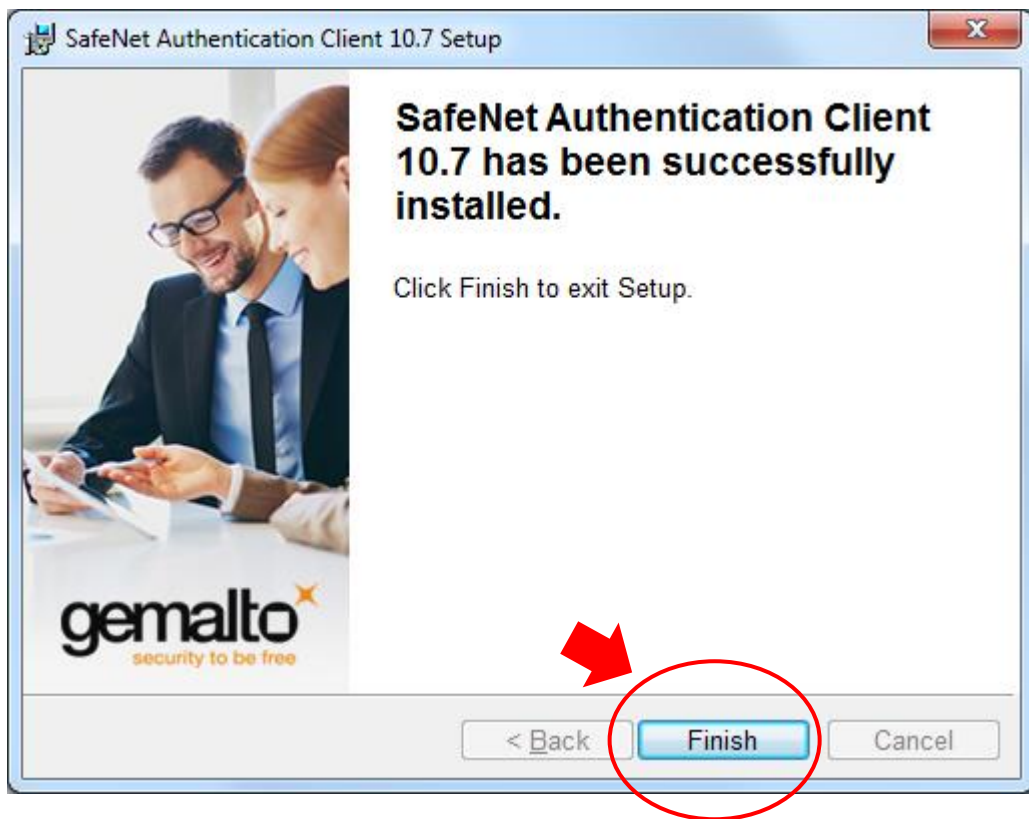 SafeNet Authentication Client 10.7 Setup
SafeNet Authentication Client
10.7 has been successfully
installed.
Click Finish to exit Setup.
gemalto
security to be free
< Back
Finish
Cancel